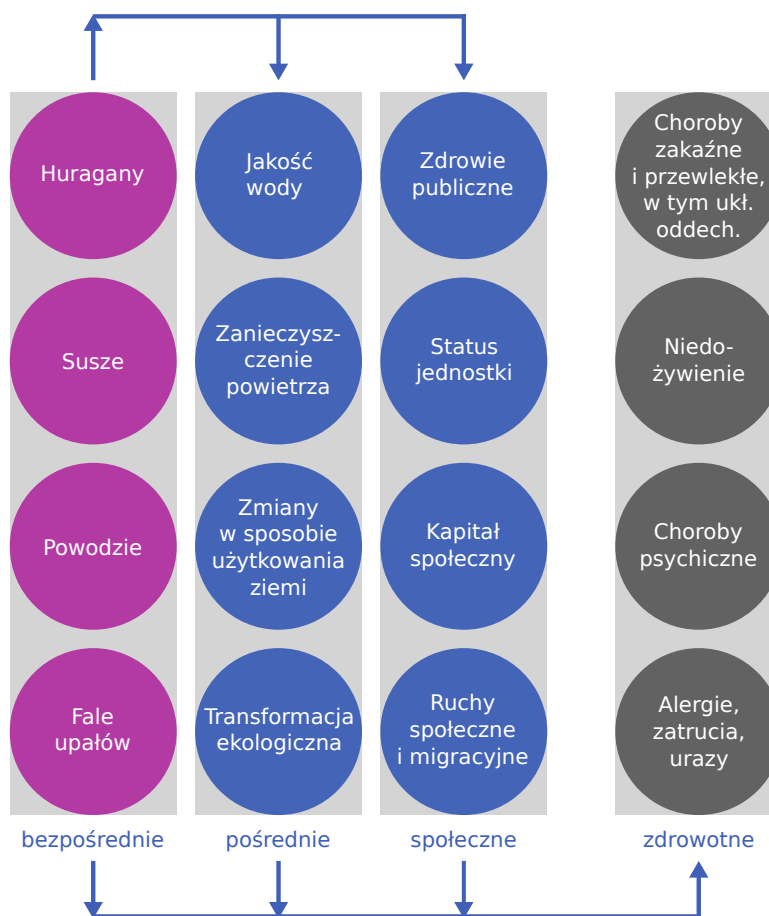 Huragany
Susze
Powodzie
Fale
upałów
bezpośrednie
Jakość
wody
Zanieczysz-
czenie
powietrza
Zmiany
w sposobie
użytkowania
ziemi
Transformacja
ekologiczna
pośrednie
Zdrowie
publiczne
Status
jednostki
Kapitał
społeczny
Ruchy
społeczne
i migracyjne
społeczne
Choroby
zakaźne
i przewlekłe,
w tym ukł.
oddech.
Niedo-
żywienie
Choroby
psychiczne
Alergie,
zatrucia,
urazy
zdrowotne